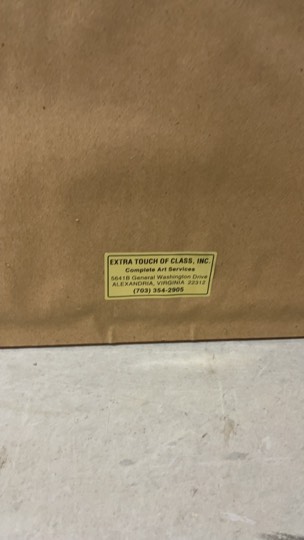 EXTRA TOUCH OF CLASS, INC.
Complete Art Services
5641B General Washington Drive
ALEXANDRIA, VIRGINIA 22312
(703) 354-2905